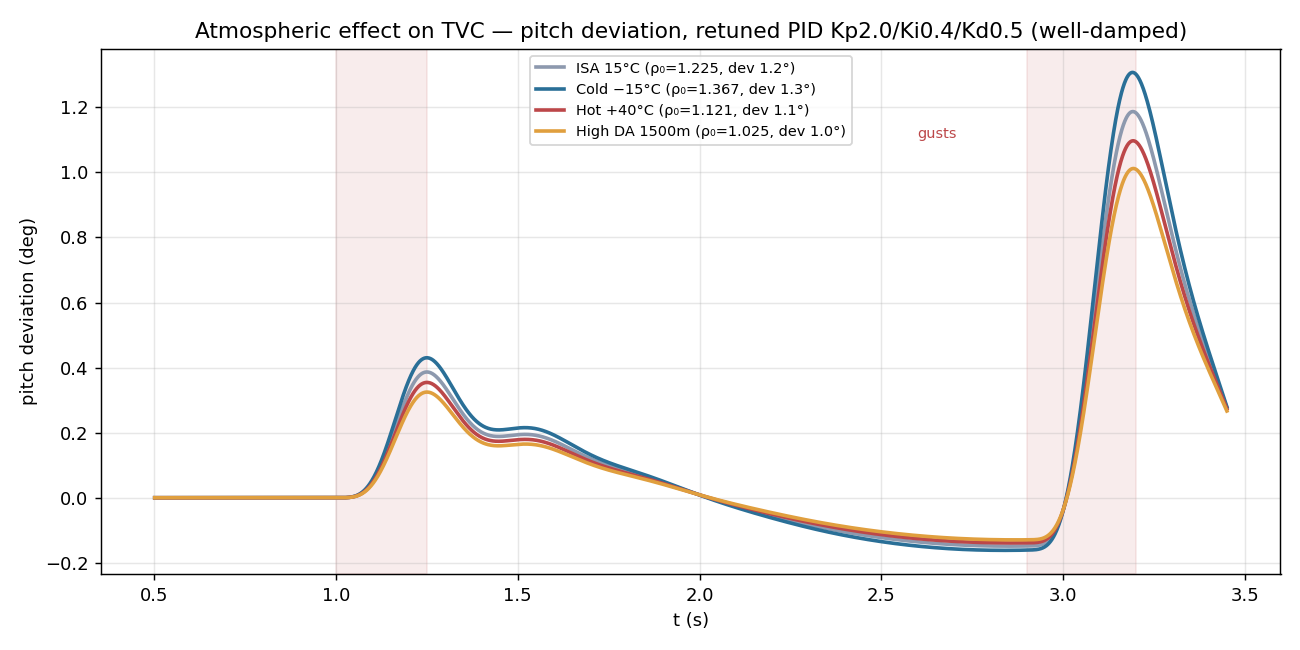 Atmospheric effect on TVC — pitch deviation, retuned PID Kp2.0/Ki0.4/Kd0.5 (well-damped)
ISA 15°C (ρ₀=1.225, dev 1.2°)
Cold −15°C (ρ₀=1.367, dev 1.3°)
Hot +40°C (ρ₀=1.121, dev 1.1°)
High DA 1500m (ρ₀=1.025, dev 1.0°)
gusts
pitch deviation (deg)
1.2
1.0
0.8
0.6
0.4
0.2
0.0
−0.2
0.5 1.0 1.5 2.0 2.5 3.0 3.5
t (s)